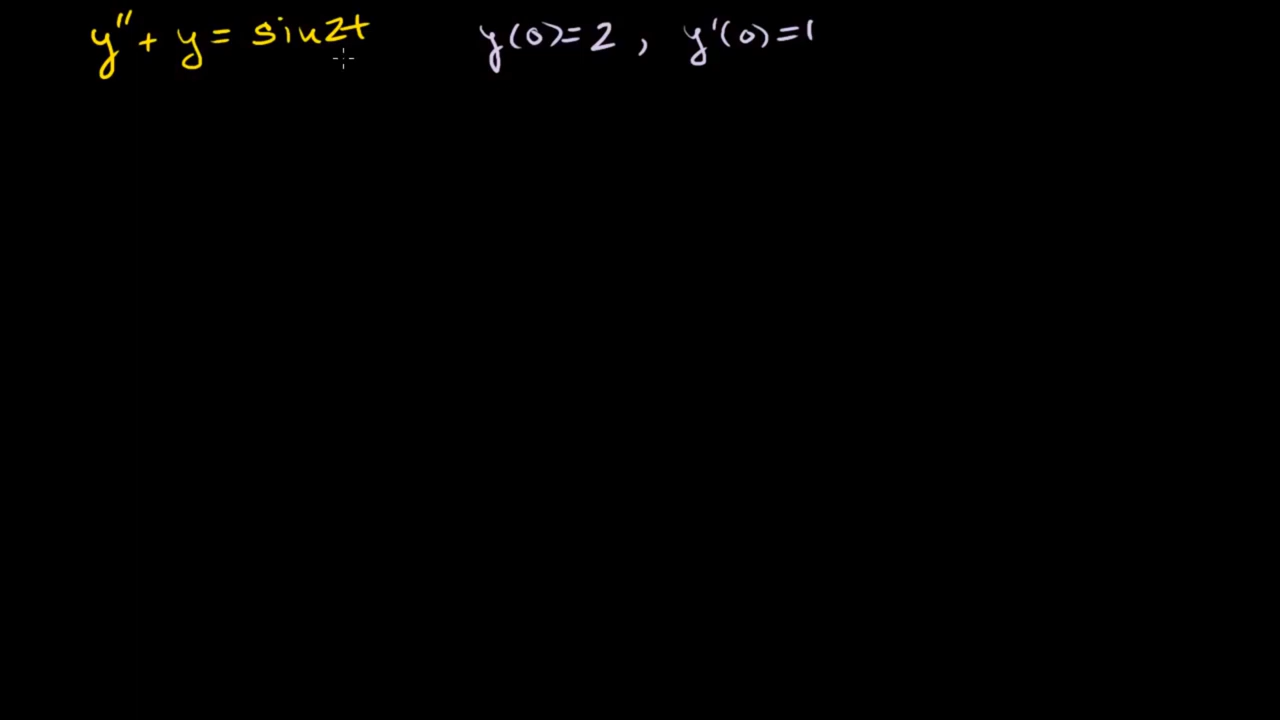 y'' + y = sin2t y(0)=2, y'(0)=1